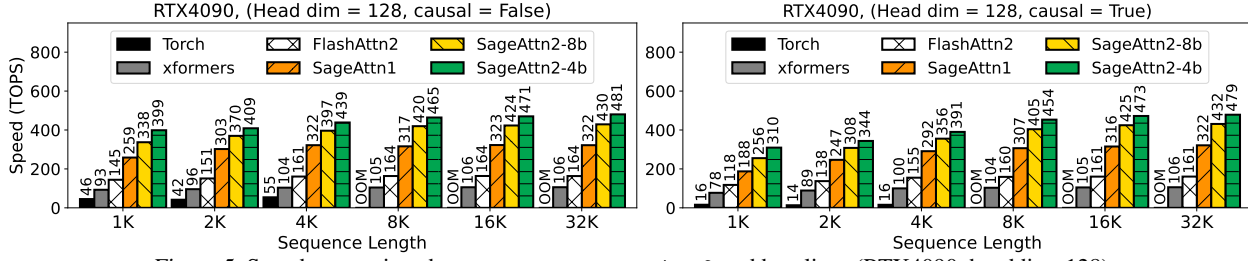 RTX4090, (Head dim = 128, causal = False)
Speed (TOPS)
800
600
400
200
0
Torch
FlashAttn2
SageAttn2-8b
xformers
SageAttn1
SageAttn2-4b
46
93
145
259
338
399
42
96
151
303
370
409
55
104
161
322
397
439
OOM
105
164
317
420
465
OOM
106
164
323
424
471
OOM
106
164
322
430
481
1K
2K
4K
8K
16K
32K
Sequence Length
RTX4090, (Head dim = 128, causal = True)
800
600
400
200
0
Torch
FlashAttn2
SageAttn2-8b
xformers
SageAttn1
SageAttn2-4b
16
78
118
188
256
310
14
89
138
247
308
344
16
100
155
292
356
391
OOM
104
160
307
405
454
OOM
105
161
316
425
473
OOM
106
161
322
432
479
1K
2K
4K
8K
16K
32K
Sequence Length